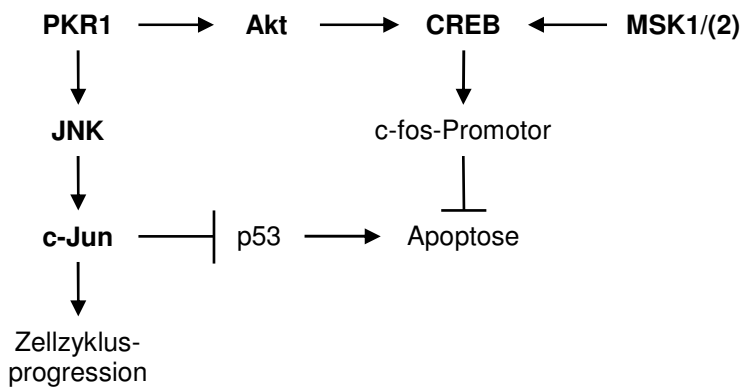 PKR1 Akt CREB MSK1/(2)
JNK c-fos-Promotor
c-Jun p53 Apoptose
Zellzyklus-
progression